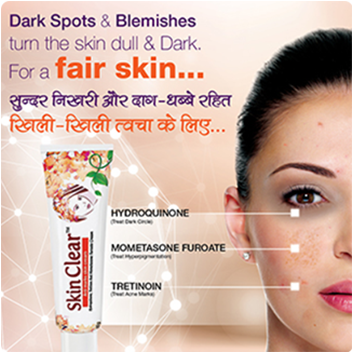 Dark Spots & Blemishes
turn the skin dull & Dark.
For a fair skin...
सुन्दर निखरी और दाग-धब्बे रहित
खिली-खिली त्वचा के लिए...
HYDROQUINONE
(Treat Dark Circle)
MOMETASONE FUROATE
(Treat Hyperpigmentation)
TRETINOIN
(Treat Acne Marks)
Skin Clear™